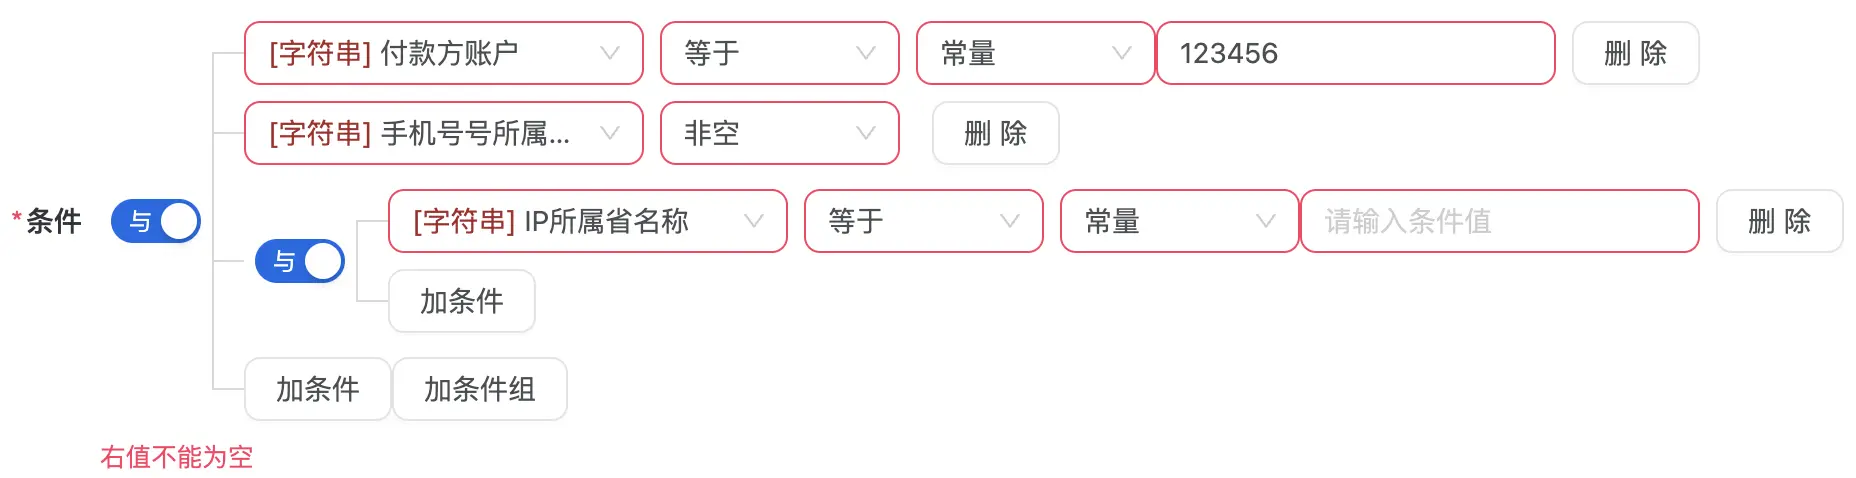 [字符串] 付款方账户 等于 常量 123456 删 除
[字符串] 手机号号所属... 非空 删 除
* 条件 与
[字符串] IP所属省名称 等于 常量 请输入条件值 删 除
与
加条件
加条件 加条件组
右值不能为空